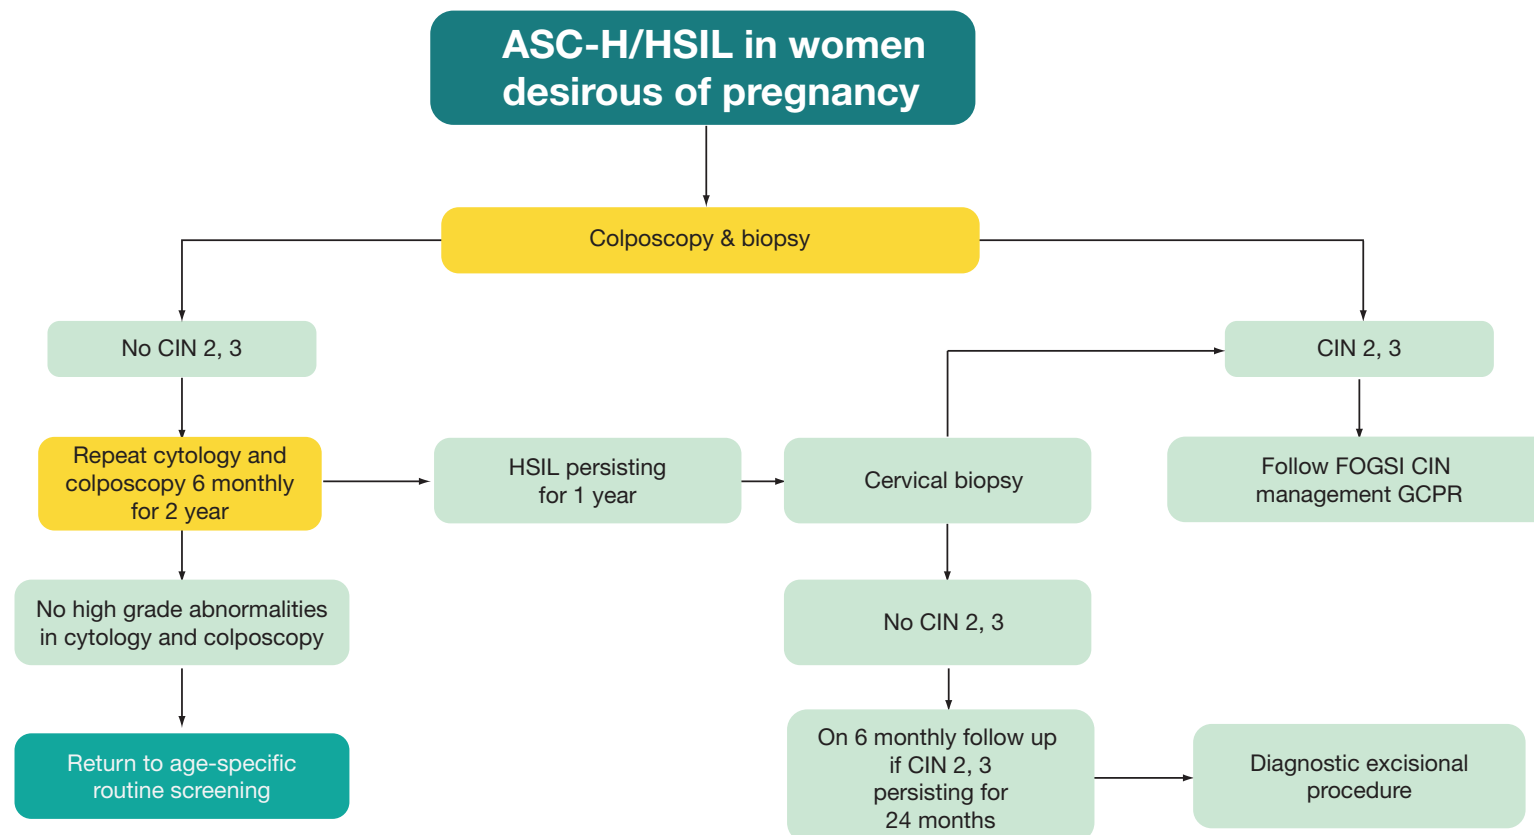 ASC-H/HSIL in women
desirous of pregnancy
Colposcopy & biopsy
No CIN 2, 3
CIN 2, 3
Repeat cytology and
colposcopy 6 monthly
for 2 year
HSIL persisting
for 1 year
Cervical biopsy
Follow FOGSI CIN
management GCPR
No high grade abnormalities
in cytology and colposcopy
No CIN 2, 3
Return to age-specific
routine screening
On 6 monthly follow up
if CIN 2, 3
persisting for
24 months
Diagnostic excisional
procedure